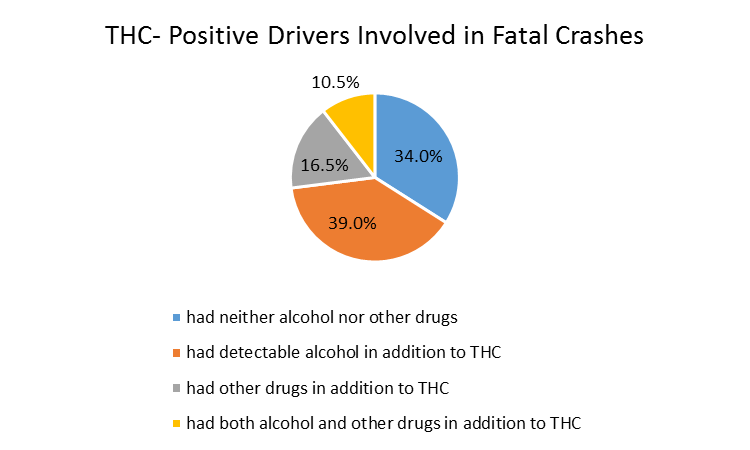 THC- Positive Drivers Involved in Fatal Crashes
10.5%
34.0%
16.5%
39.0%
had neither alcohol nor other drugs
had detectable alcohol in addition to THC
had other drugs in addition to THC
had both alcohol and other drugs in addition to THC